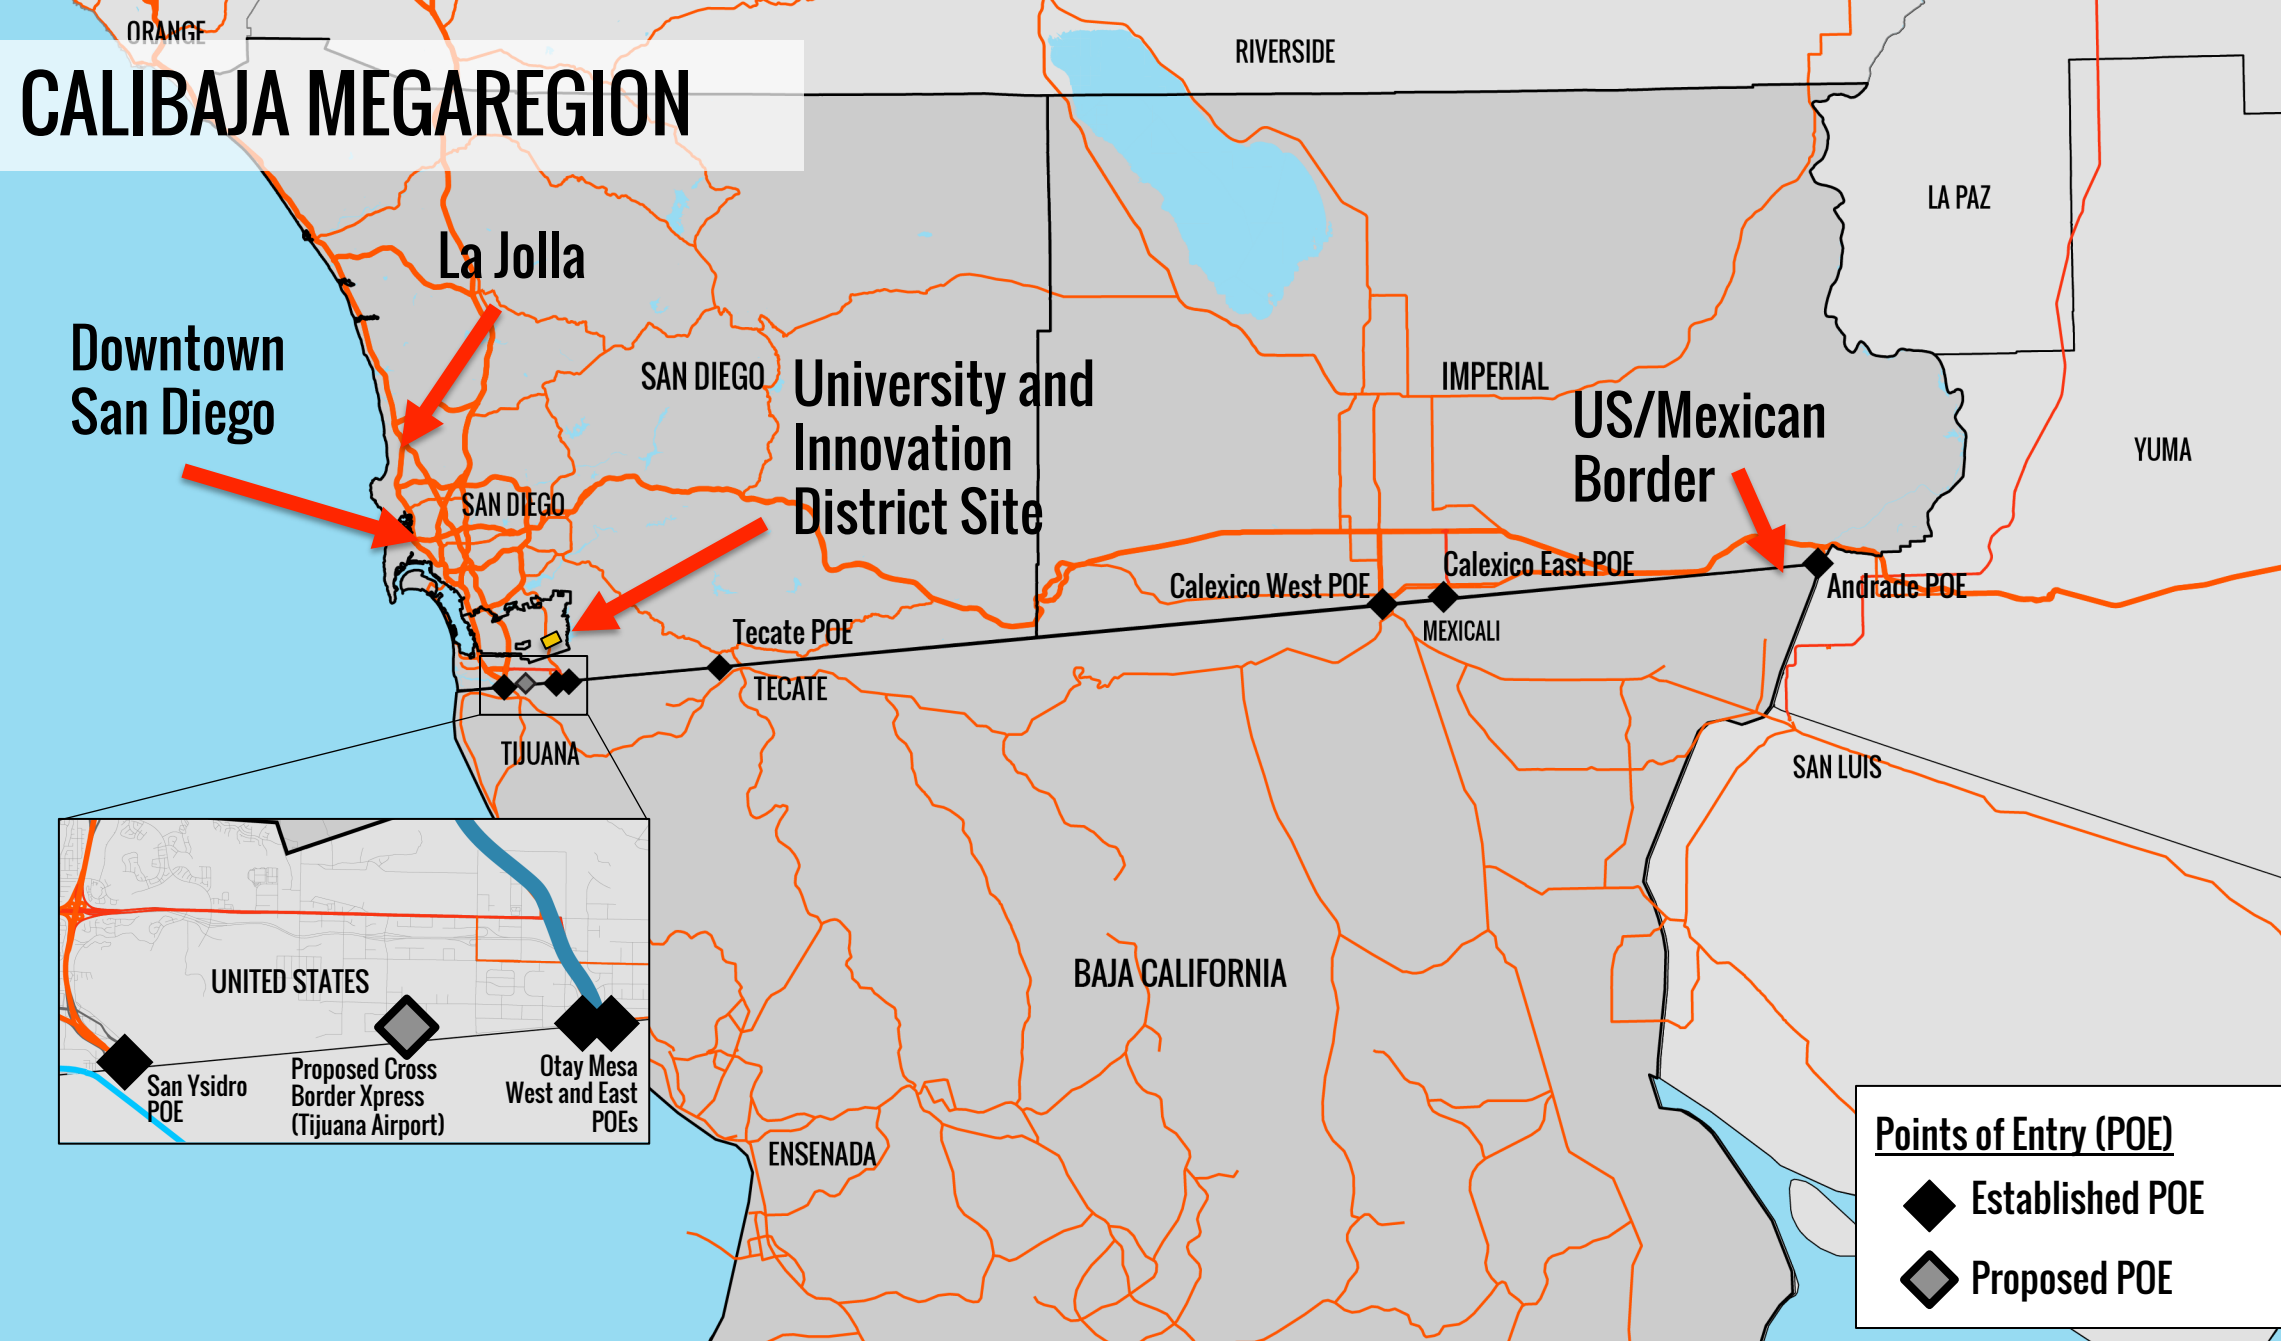 ORANGE
RIVERSIDE
CALIBAJA MEGAREGION
LA PAZ
La Jolla
Downtown
San Diego
SAN DIEGO
University and
Innovation
District Site
IMPERIAL
US/Mexican
Border
YUMA
SAN DIEGO
Calexico East POE
Calexico West POE
Andrade POE
Tecate POE
MEXICALI
TECATE
TIJUANA
SAN LUIS
UNITED STATES
BAJA CALIFORNIA
San Ysidro
POE
Proposed Cross
Border Xpress
(Tijuana Airport)
Otay Mesa
West and East
POEs
ENSENADA
Points of Entry (POE)
Established POE
Proposed POE